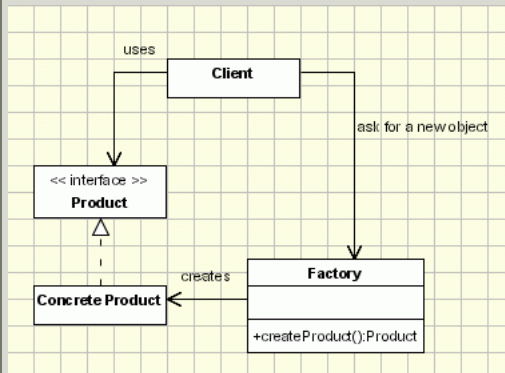 uses
Client
ask for a new object
<< interface >>
Product
creates
Factory
Concrete Product
+createProduct():Product